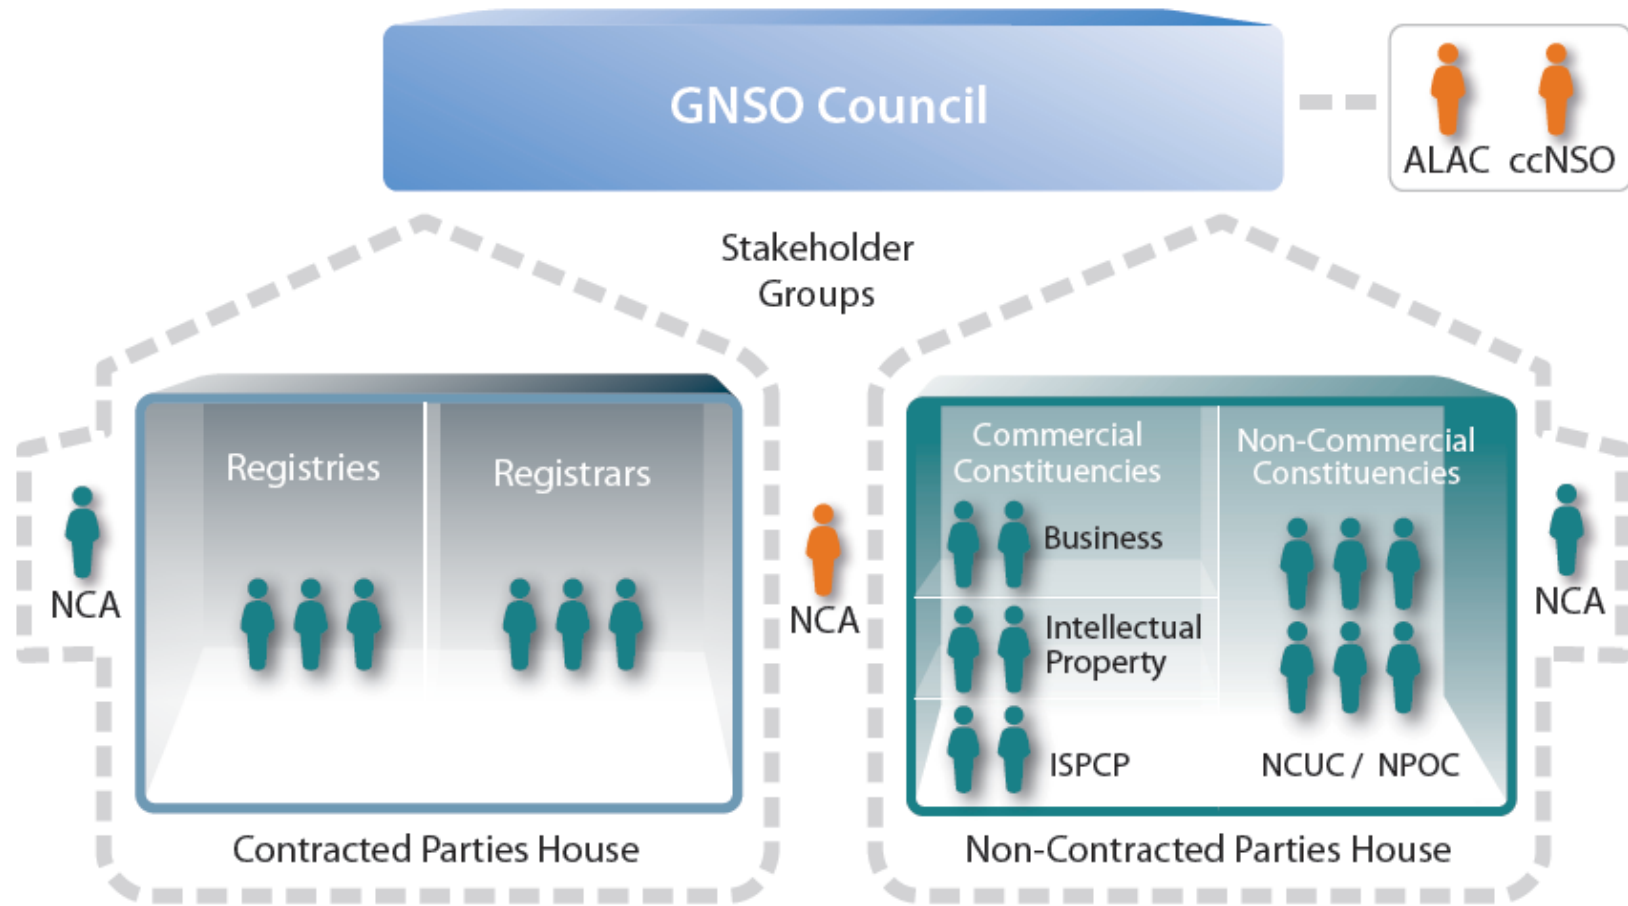 GNSO Council
ALAC ccNSO
Stakeholder
Groups
Registries
Registrars
NCA
Contracted Parties House
NCA
Commercial
Constituencies
Business
Intellectual
Property
ISPCP
Non-Commercial
Constituencies
NCUC / NPOC
NCA
Non-Contracted Parties House